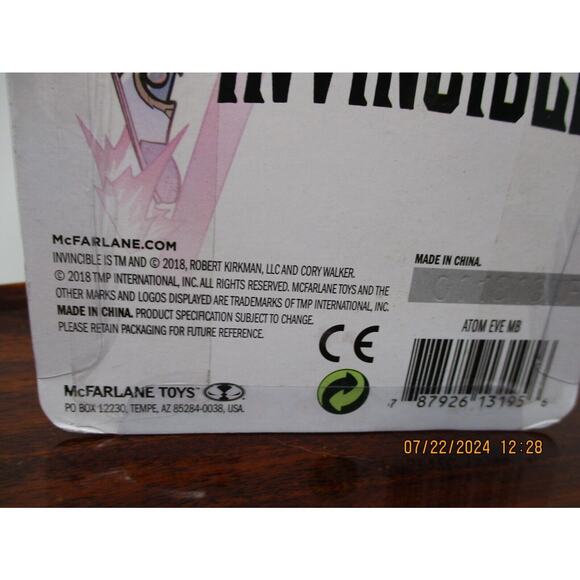 INVINCIBLE
McFARLANE.COM
INVINCIBLE IS TM AND © 2018, ROBERT KIRKMAN, LLC AND CORY WALKER.
© 2018 TMP INTERNATIONAL, INC. ALL RIGHTS RESERVED. MCFARLANE TOYS AND THE
OTHER MARKS AND LOGOS DISPLAYED ARE TRADEMARKS OF TMP INTERNATIONAL, INC.
MADE IN CHINA. PRODUCT SPECIFICATION SUBJECT TO CHANGE.
PLEASE RETAIN PACKAGING FOR FUTURE REFERENCE.
CE
McFARLANE TOYS
PO BOX 12230, TEMPE, AZ 85284-0038, USA.
MADE IN CHINA.
ATOM EVE MB
7 87926 13195 6
07/22/2024 12:28